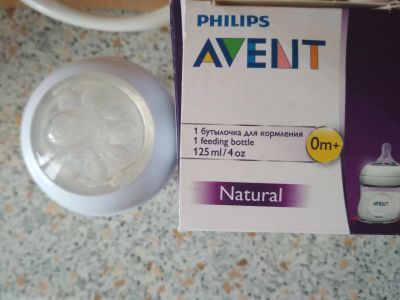 PHILIPS
AVENT
1 бутылочка для кормления
1 feeding bottle
125 ml/4 oz
0m+
Natural
AVENT